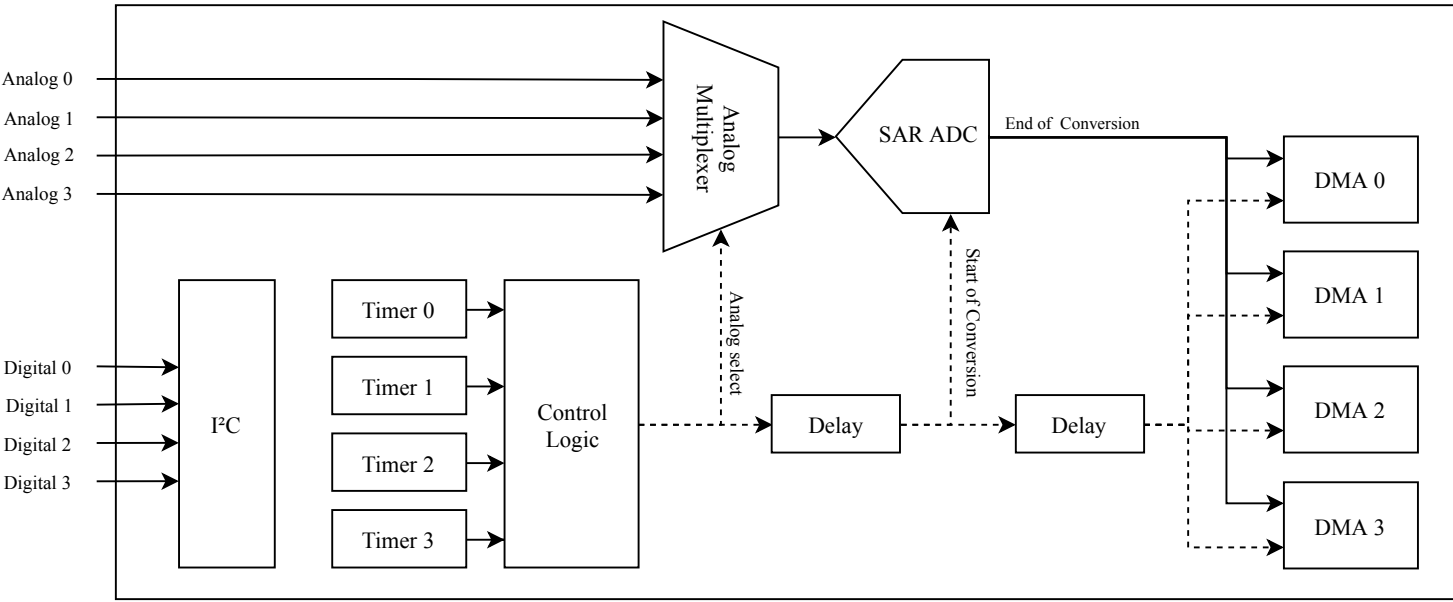 Analog 0
Analog 1
Analog 2
Analog 3
Analog
Multiplexer
SAR ADC
End of Conversion
DMA 0
DMA 1
DMA 2
DMA 3
Analog select
Start of Conversion
Digital 0
Digital 1
Digital 2
Digital 3
I²C
Timer 0
Timer 1
Timer 2
Timer 3
Control
Logic
Delay
Delay